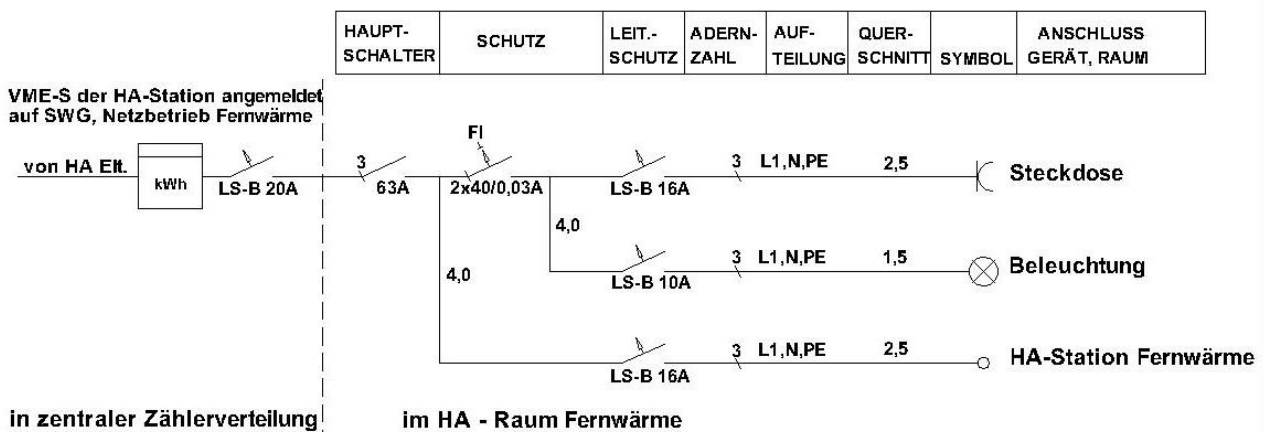 HAUPT-
SCHALTER
SCHUTZ
LEIT.-
SCHUTZ
ADERN-
ZAHL
AUF-
TEILUNG
QUER-
SCHNITT
SYMBOL
ANSCHLUSS
GERÄT, RAUM
VME-S der HA-Station angemeldet
auf SWG, Netzbetrieb Fernwärme
von HA Elt.
kWh
LS-B 20A
3
63A
FI
2x40/0,03A
LS-B 16A
3 L1,N,PE 2,5
Steckdose
4,0
LS-B 10A
3 L1,N,PE 1,5
Beleuchtung
4,0
LS-B 16A
3 L1,N,PE 2,5
HA-Station Fernwärme
in zentraler Zählerverteilung
im HA - Raum Fernwärme